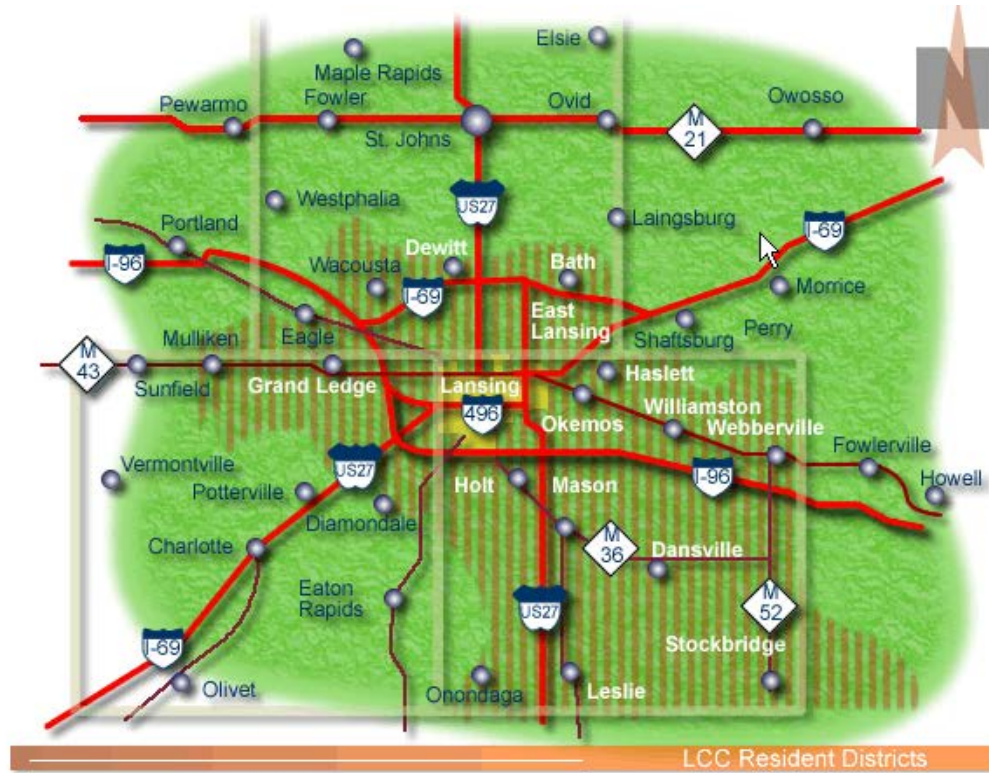 Elsie
N
Maple Rapids
Pewarmo
Fowler
Ovid
Owosso
St. Johns
M
21
Westphalia
US27
Laingsburg
Portland
I-69
Dewitt
I-96
Wacousta
Bath
I-69
Morrice
East
Lansing
Mulliken
Eagle
Shaftsburg
Perry
M
43
Sunfield
Grand Ledge
Lansing
Haslett
496
Okemos
Williamston
Webberville
Fowlerville
Vermontville
US27
Potterville
Holt
Mason
I-96
Howell
Diamondale
Charlotte
M
36
Dansville
Eaton
Rapids
US27
M
52
I-69
Stockbridge
Olivet
Onondaga
Leslie
LCC Resident Districts